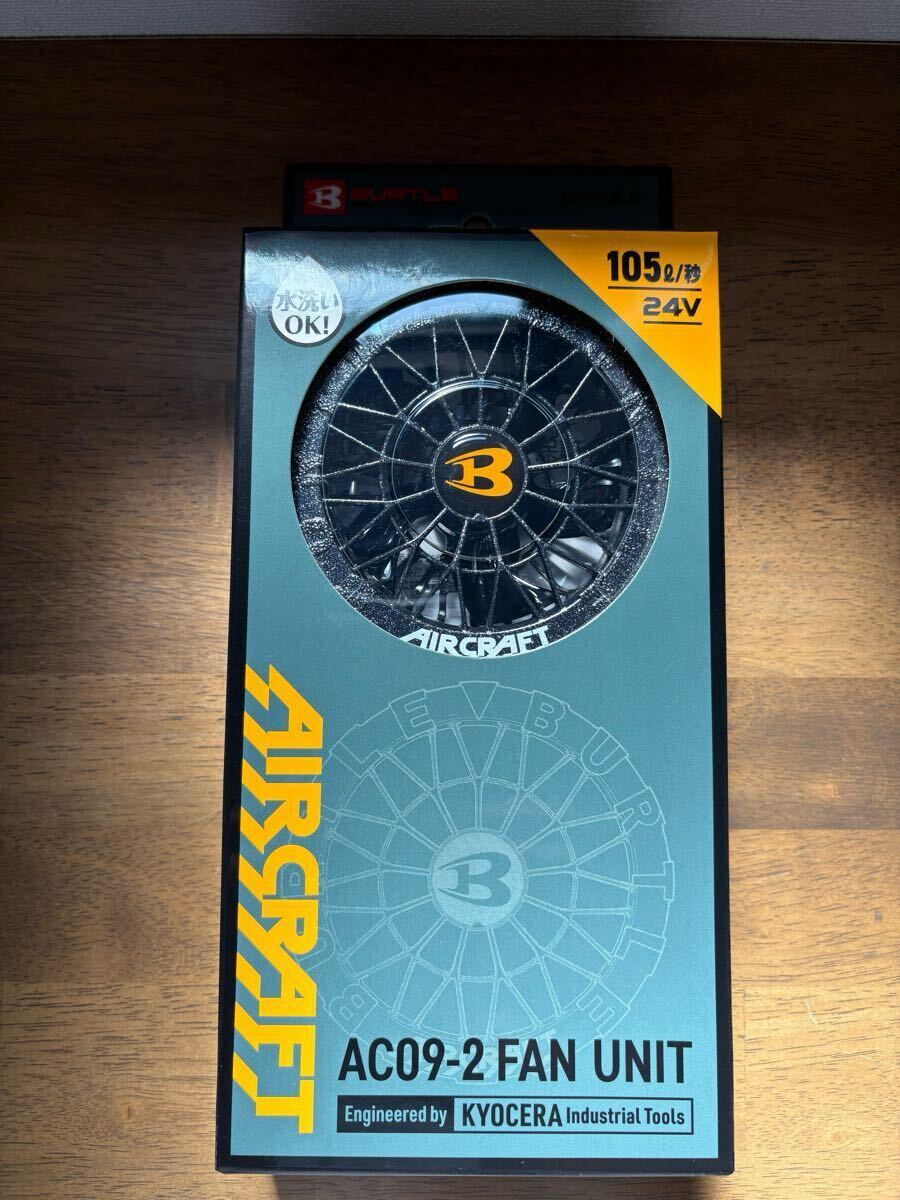 BURTLE
水洗い
OK!
105ℓ/秒
24V
B
AIRCRAFT
AIRCRAFT
BURTLE
B
AC09-2 FAN UNIT
Engineered by KYOCERA Industrial Tools